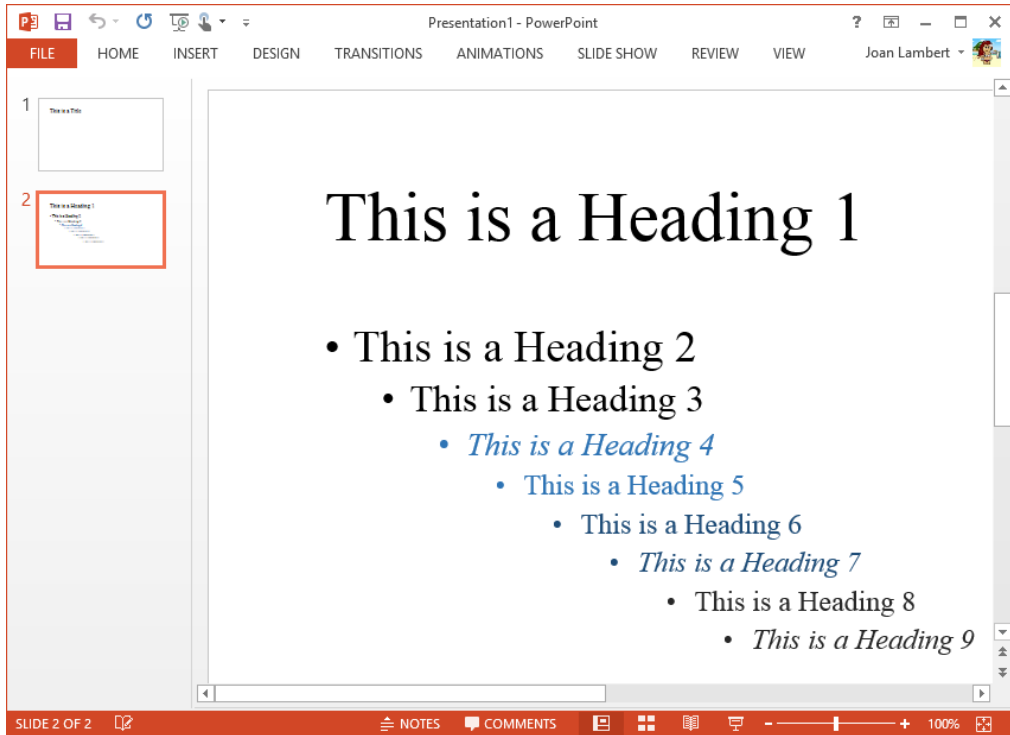 Presentation1 - PowerPoint
FILE HOME INSERT DESIGN TRANSITIONS ANIMATIONS SLIDE SHOW REVIEW VIEW Joan Lambert
1
This is a Title
2
This is a Heading 1
This is a Heading 1
• This is a Heading 2
• This is a Heading 3
• This is a Heading 4
• This is a Heading 5
• This is a Heading 6
• This is a Heading 7
• This is a Heading 8
• This is a Heading 9
SLIDE 2 OF 2 NOTES COMMENTS 100%